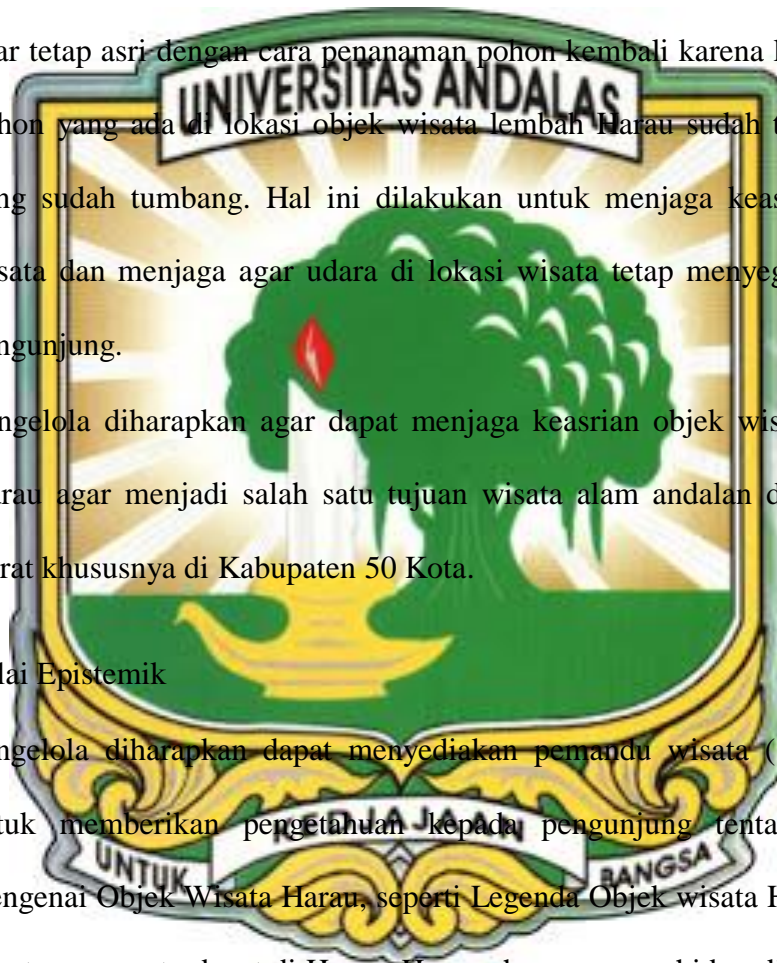 ar tetap asri dengan cara penanaman pohon kembali karena
UNIVERSITAS ANDALAS
hon yang ada di lokasi objek wisata lembah Harau sudah
ng sudah tumbang. Hal ini dilakukan untuk menjaga keas
sata dan menjaga agar udara di lokasi wisata tetap menyeg
ngunjung.
ngelola diharapkan agar dapat menjaga keasrian objek wis
arau agar menjadi salah satu tujuan wisata alam andalan d
rat khususnya di Kabupaten 50 Kota.
lai Epistemik
ngelola diharapkan dapat menyediakan pemandu wisata (
tuk memberikan pengetahuan kepada pengunjung tenta
KEDJAJAAN
UNTUK BANGSA
engenai Objek Wisata Harau, seperti Legenda Objek wisata H